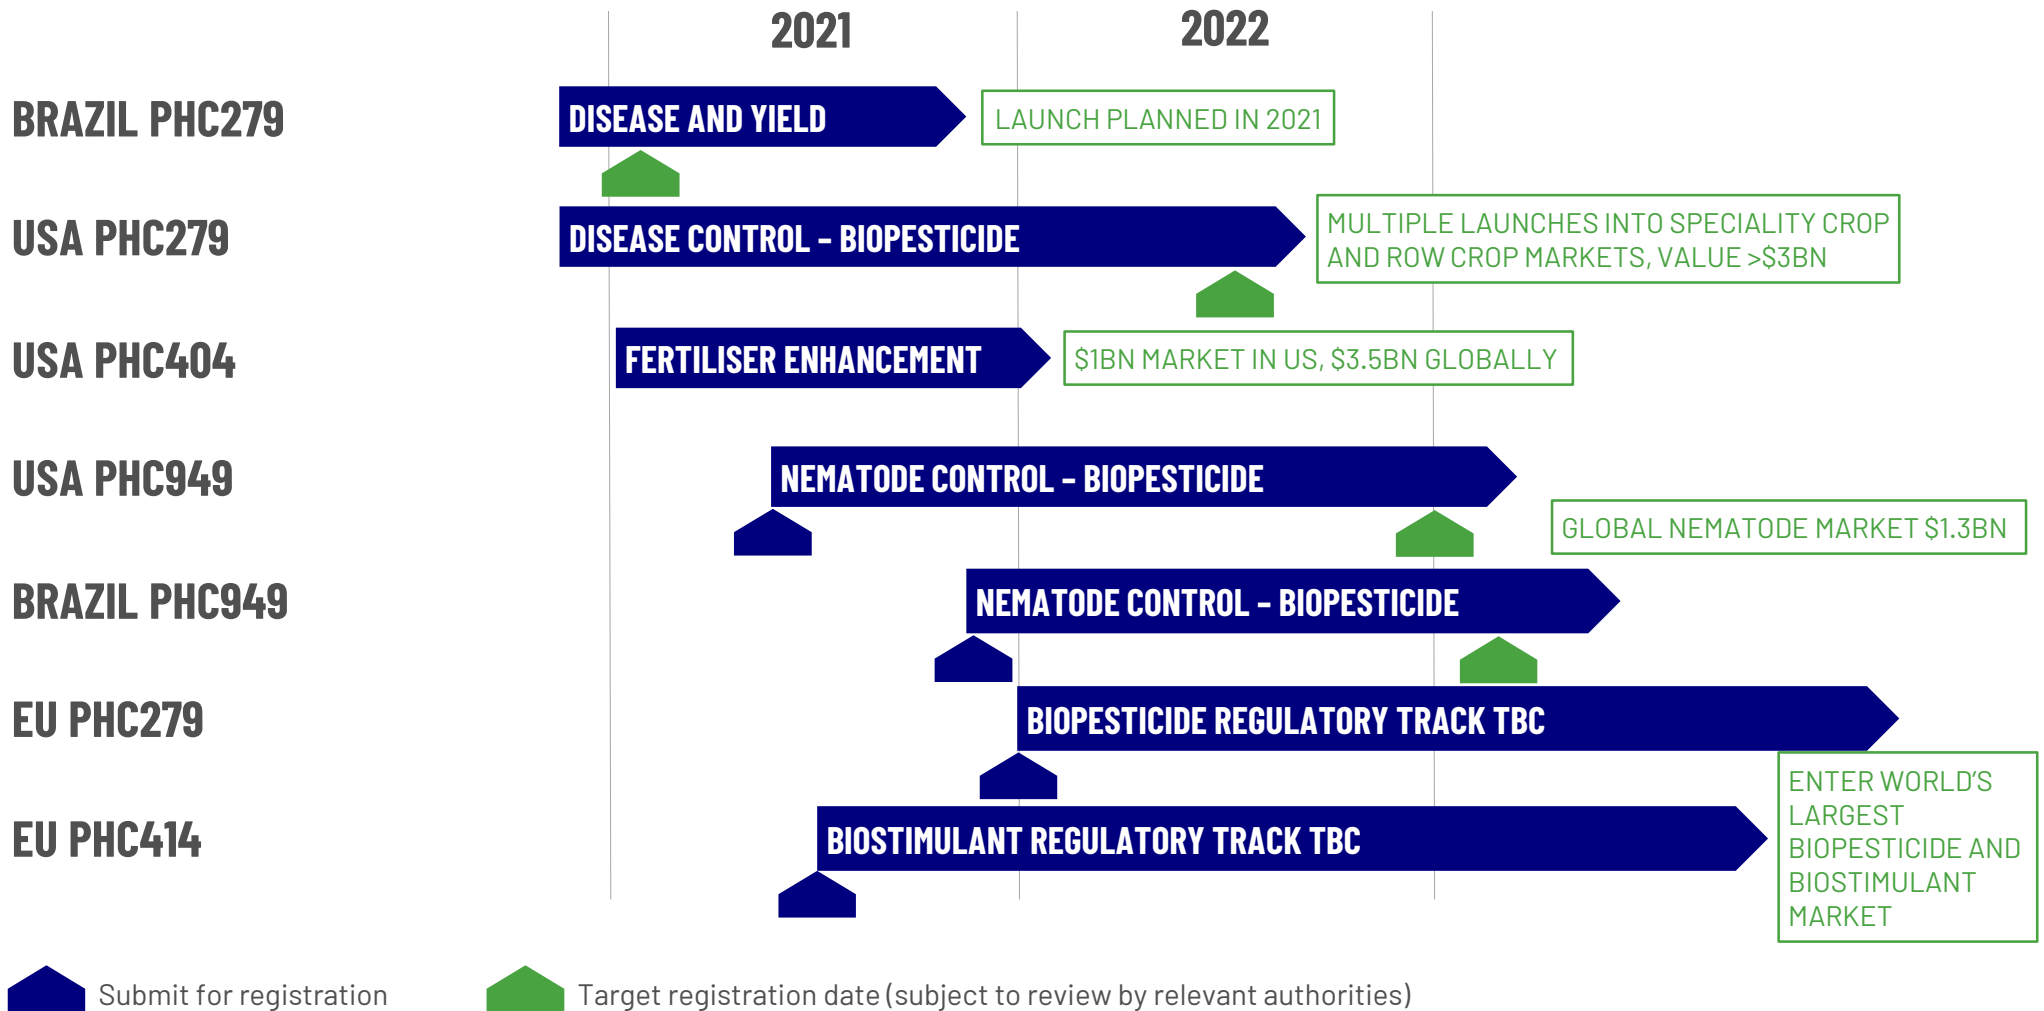 2021
2022
BRAZIL PHC279
DISEASE AND YIELD
LAUNCH PLANNED IN 2021
USA PHC279
DISEASE CONTROL – BIOPESTICIDE
MULTIPLE LAUNCHES INTO SPECIALITY CROP
AND ROW CROP MARKETS, VALUE >$3BN
USA PHC404
FERTILISER ENHANCEMENT
$1BN MARKET IN US, $3.5BN GLOBALLY
USA PHC949
NEMATODE CONTROL – BIOPESTICIDE
GLOBAL NEMATODE MARKET $1.3BN
BRAZIL PHC949
NEMATODE CONTROL – BIOPESTICIDE
EU PHC279
BIOPESTICIDE REGULATORY TRACK TBC
EU PHC414
BIOSTIMULANT REGULATORY TRACK TBC
ENTER WORLD’S
LARGEST
BIOPESTICIDE AND
BIOSTIMULANT
MARKET
Submit for registration
Target registration date (subject to review by relevant authorities)